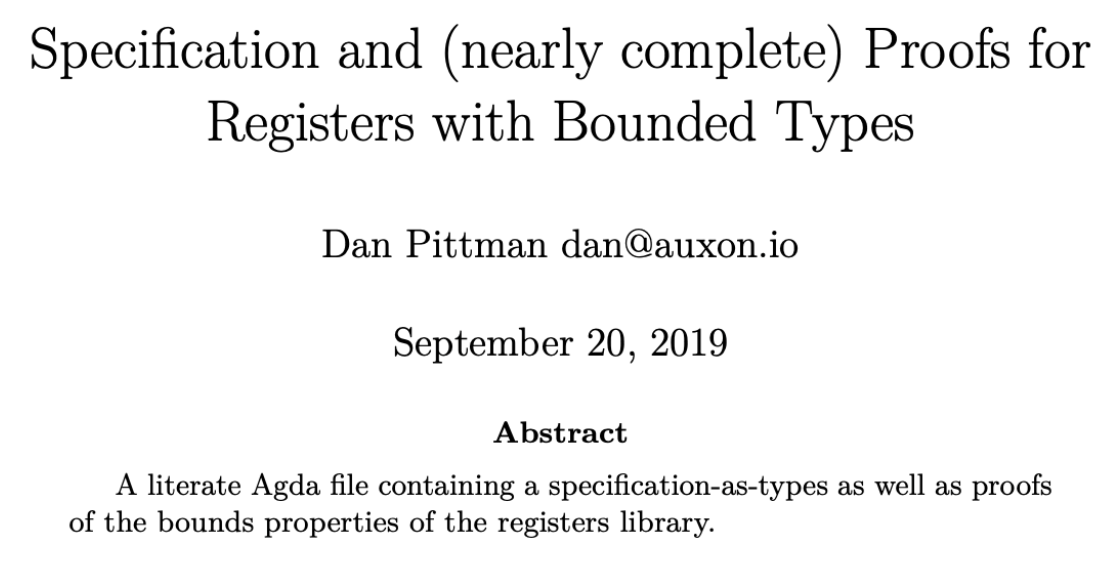 Specification and (nearly complete) Proofs for
Registers with Bounded Types
Dan Pittman dan@auxon.io
September 20, 2019
Abstract
A literate Agda file containing a specification-as-types as well as proofs
of the bounds properties of the registers library.